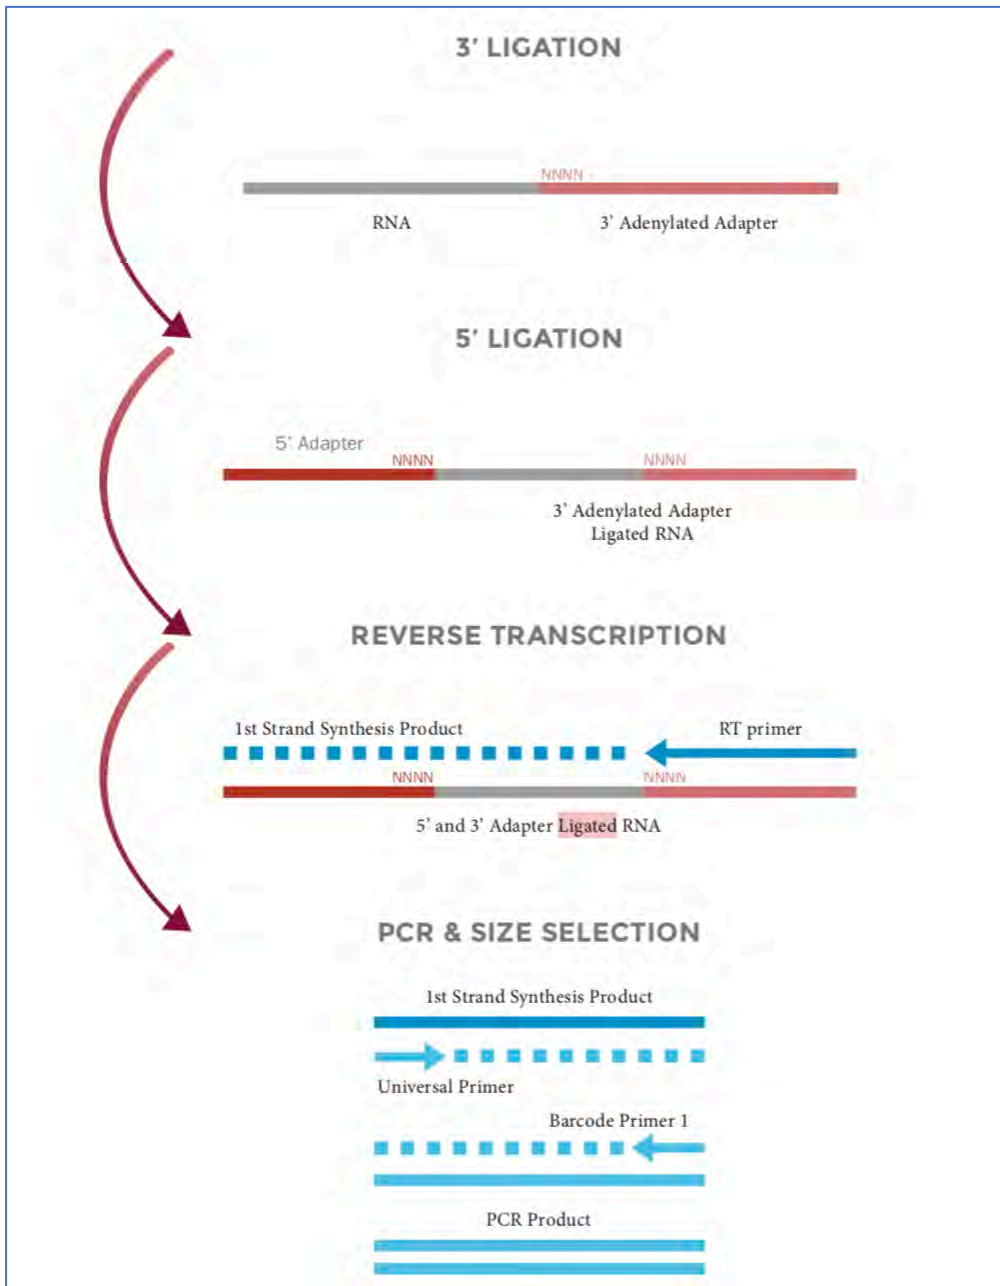 3’ LIGATION
NNNN
RNA
3’ Adenylated Adapter
5’ LIGATION
5’ Adapter
NNNN
NNNN
3’ Adenylated Adapter
Ligated RNA
REVERSE TRANSCRIPTION
1st Strand Synthesis Product
RT primer
NNNN
NNNN
5’ and 3’ Adapter Ligated RNA
PCR & SIZE SELECTION
1st Strand Synthesis Product
Universal Primer
Barcode Primer 1
PCR Product